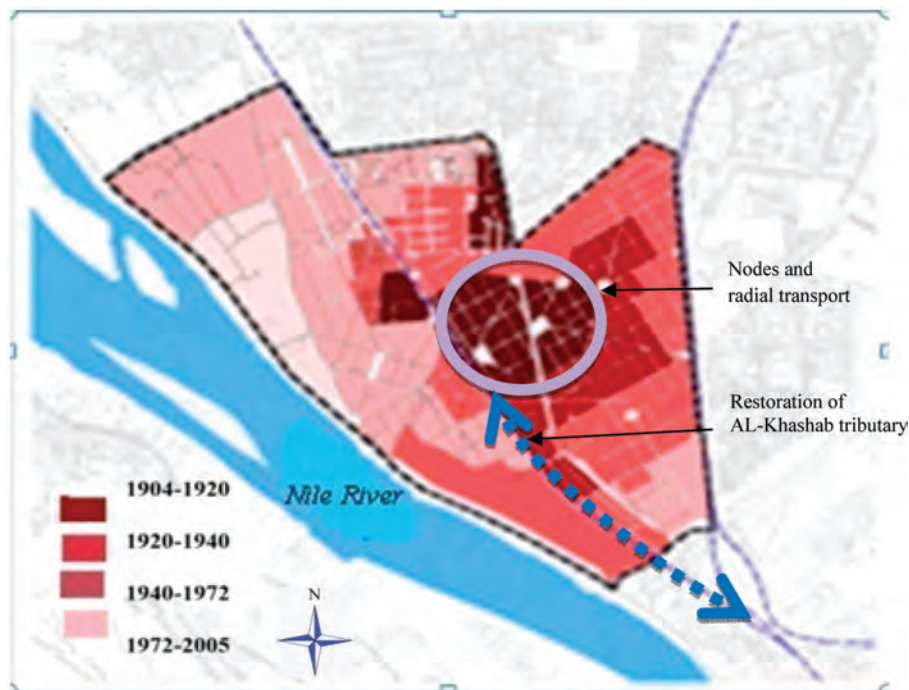 Nodes and
radial transport
Restoration of
AL-Khashab tributary
Nile River
1904-1920
1920-1940
1940-1972
1972-2005
N